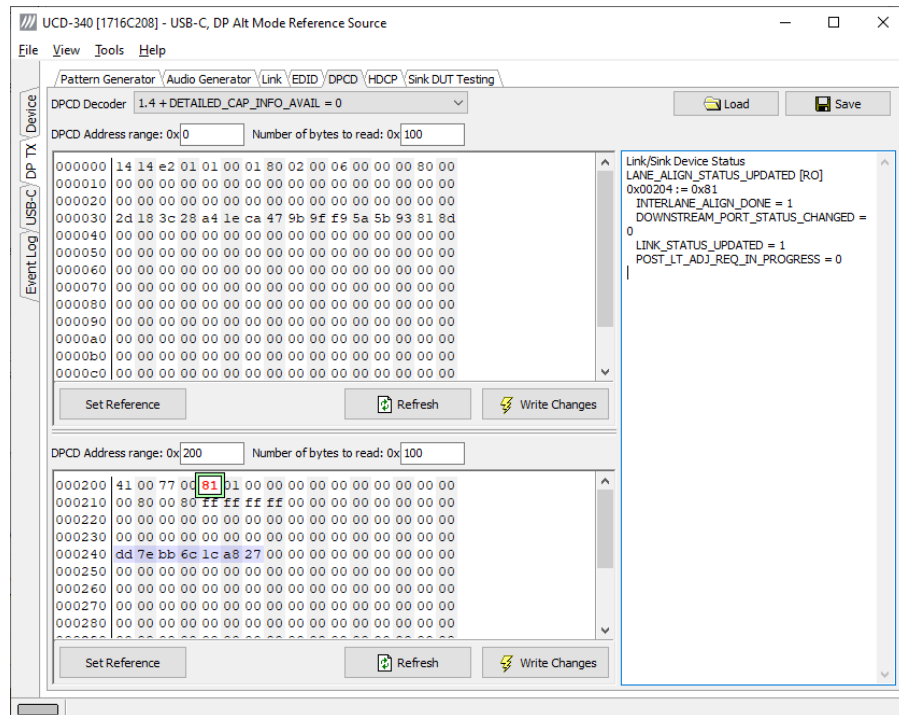 UCD-340 [1716C208] - USB-C, DP Alt Mode Reference Source
File View Tools Help
Pattern Generator Audio Generator Link EDID DPCD HDCP Sink DUT Testing
Device
DP TX
USB-C
Event Log
DPCD Decoder 1.4 + DETAILED_CAP_INFO_AVAIL = 0
Load Save
DPCD Address range: 0x 0 Number of bytes to read: 0x 100
000000 14 14 e2 01 01 00 01 80 02 00 06 00 00 00 80 00
000010 00 00 00 00 00 00 00 00 00 00 00 00 00 00 00 00
000020 00 00 00 00 00 00 00 00 00 00 00 00 00 00 00 00
000030 2d 18 3c 28 a4 1e ca 47 9b 9f f9 5a 5b 93 81 8d
000040 00 00 00 00 00 00 00 00 00 00 00 00 00 00 00 00
000050 00 00 00 00 00 00 00 00 00 00 00 00 00 00 00 00
000060 00 00 00 00 00 00 00 00 00 00 00 00 00 00 00 00
000070 00 00 00 00 00 00 00 00 00 00 00 00 00 00 00 00
000080 00 00 00 00 00 00 00 00 00 00 00 00 00 00 00 00
000090 00 00 00 00 00 00 00 00 00 00 00 00 00 00 00 00
0000a0 00 00 00 00 00 00 00 00 00 00 00 00 00 00 00 00
0000b0 00 00 00 00 00 00 00 00 00 00 00 00 00 00 00 00
0000c0 00 00 00 00 00 00 00 00 00 00 00 00 00 00 00 00
Set Reference Refresh Write Changes
DPCD Address range: 0x 200 Number of bytes to read: 0x 100
000200 41 00 77 00 81 01 00 00 00 00 00 00 00 00 00 00
000210 00 80 00 80 ff ff ff ff 00 00 00 00 00 00 00 00
000220 00 00 00 00 00 00 00 00 00 00 00 00 00 00 00 00
000230 00 00 00 00 00 00 00 00 00 00 00 00 00 00 00 00
000240 dd 7e bb 6c 1c a8 27 00 00 00 00 00 00 00 00 00
000250 00 00 00 00 00 00 00 00 00 00 00 00 00 00 00 00
000260 00 00 00 00 00 00 00 00 00 00 00 00 00 00 00 00
000270 00 00 00 00 00 00 00 00 00 00 00 00 00 00 00 00
000280 00 00 00 00 00 00 00 00 00 00 00 00 00 00 00 00
Set Reference Refresh Write Changes
Link/Sink Device Status
LANE_ALIGN_STATUS_UPDATED [RO]
0x00204 := 0x81
INTERLANE_ALIGN_DONE = 1
DOWNSTREAM_PORT_STATUS_CHANGED =
0
LINK_STATUS_UPDATED = 1
POST_LT_ADJ_REQ_IN_PROGRESS = 0